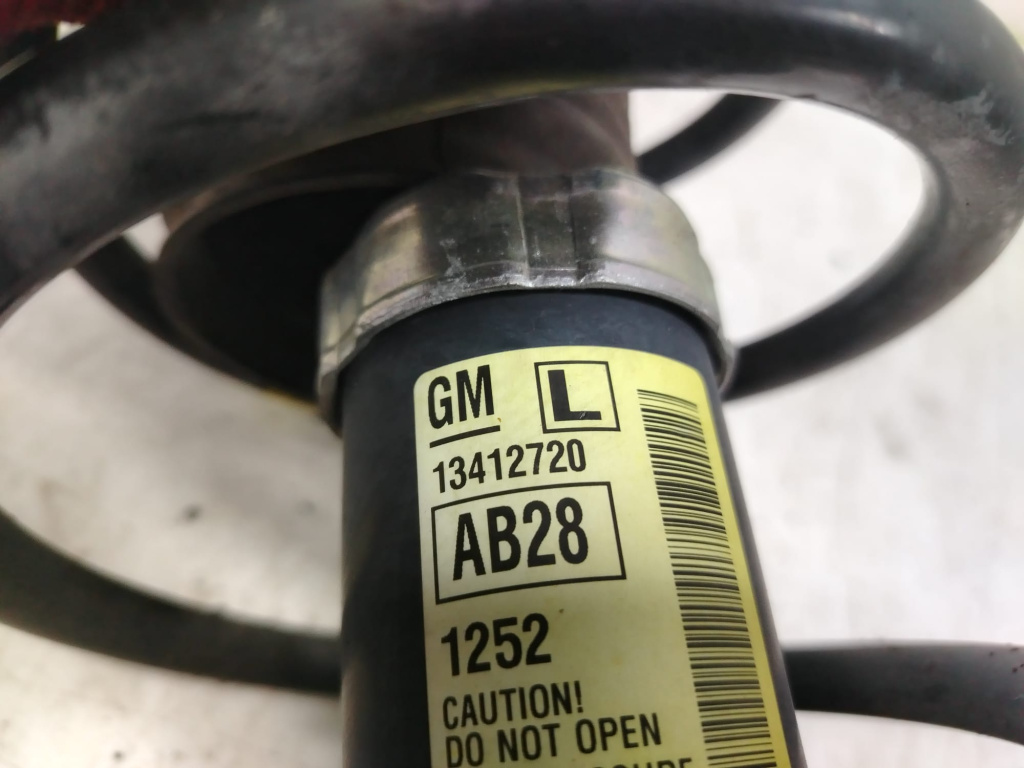 GM L
13412720
AB28
1252
CAUTION!
DO NOT OPEN